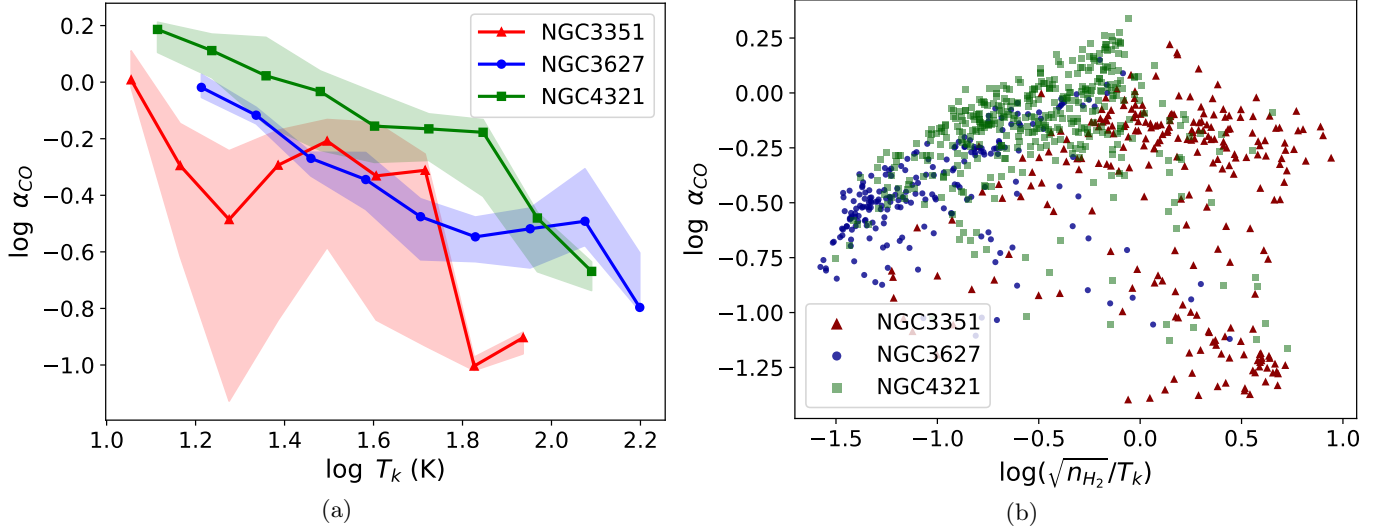 0.2
0.0
−0.2
−0.4
−0.6
−0.8
−1.0
log α_CO
1.0 1.2 1.4 1.6 1.8 2.0 2.2
log T_k (K)
NGC3351
NGC3627
NGC4321
(a)
0.25
0.00
−0.25
−0.50
−0.75
−1.00
−1.25
log α_CO
NGC3351
NGC3627
NGC4321
−1.5 −1.0 −0.5 0.0 0.5 1.0
log(√n_H₂/T_k)
(b)